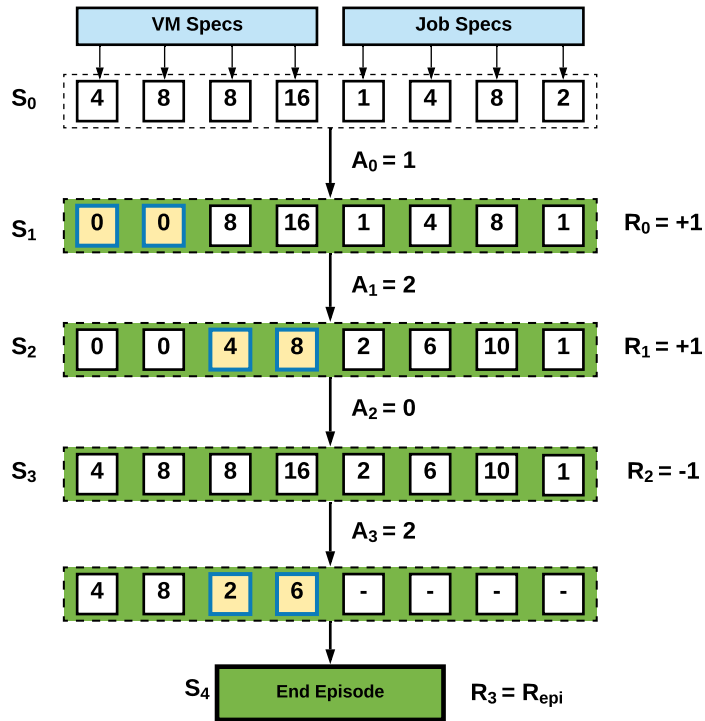 VM Specs Job Specs
S0 4 8 8 16 1 4 8 2
A0 = 1
S1 0 0 8 16 1 4 8 1 R0 = +1
A1 = 2
S2 0 0 4 8 2 6 10 1 R1 = +1
A2 = 0
S3 4 8 8 16 2 6 10 1 R2 = -1
A3 = 2
4 8 2 6 - - - -
S4 End Episode R3 = Repi